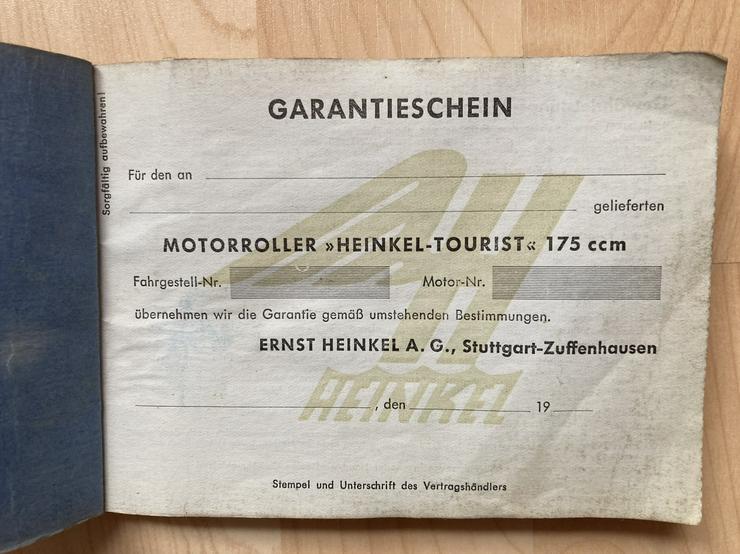 Sorgfältig aufbewahren!
GARANTIESCHEIN
Für den an
gelieferten
MOTORROLLER »HEINKEL-TOURIST« 175 ccm
Fahrgestell-Nr. Motor-Nr.
übernehmen wir die Garantie gemäß umstehenden Bestimmungen.
ERNST HEINKEL A. G., Stuttgart-Zuffenhausen
HEINKEL
, den 19
Stempel und Unterschrift des Vertragshändlers